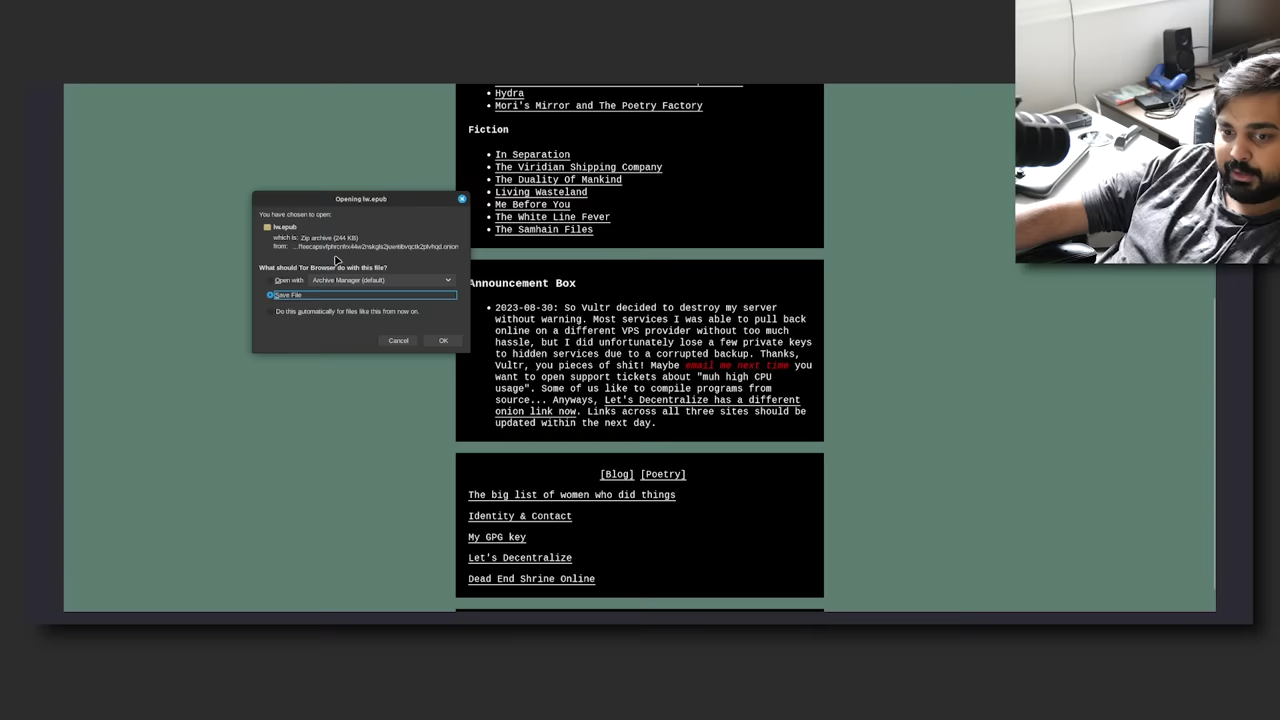 Hydra
Mori's Mirror and The Poetry Factory
Fiction
In Separation
The Viridian Shipping Company
The Duality Of Mankind
Living Wasteland
Me Before You
The White Line Fever
The Samhain Files
Opening lw.epub
You have chosen to open:
lw.epub
which is: Zip archive (244 KB)
from:
What should Tor Browser do with this file?
Open with Archive Manager (default)
Save File
Do this automatically for files like this from now on.
Cancel OK
Announcement Box
2023-08-30: So Vultr decided to destroy my server
without warning. Most services I was able to pull back
online on a different VPS provider without too much
hassle, but I did unfortunately lose a few private keys
to hidden services due to a corrupted backup. Thanks,
Vultr, you pieces of shit! Maybe email me next time you
want to open support tickets about "muh high CPU
usage". Some of us like to compile programs from
source... Anyways, Let's Decentralize has a different
onion link now. Links across all three sites should be
updated within the next day.
[Blog] [Poetry]
The big list of women who did things
Identity & Contact
My GPG key
Let's Decentralize
Dead End Shrine Online